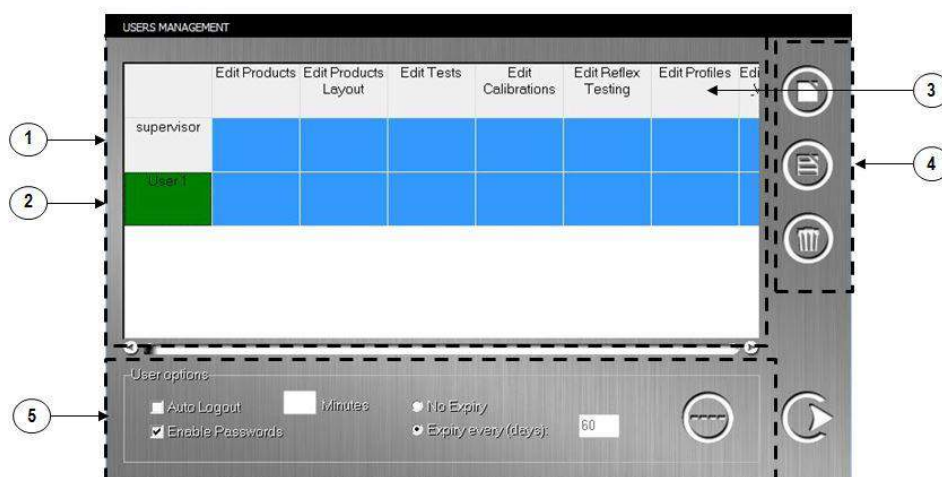 USERS MANAGEMENT
Edit Products Edit Products Layout Edit Tests Edit Calibrations Edit Reflex Testing Edit Profiles
supervisor
User 1
User options
Auto Logout Minutes No Expiry
Enable Passwords Expiry every (days): 60
1
2
3
4
5